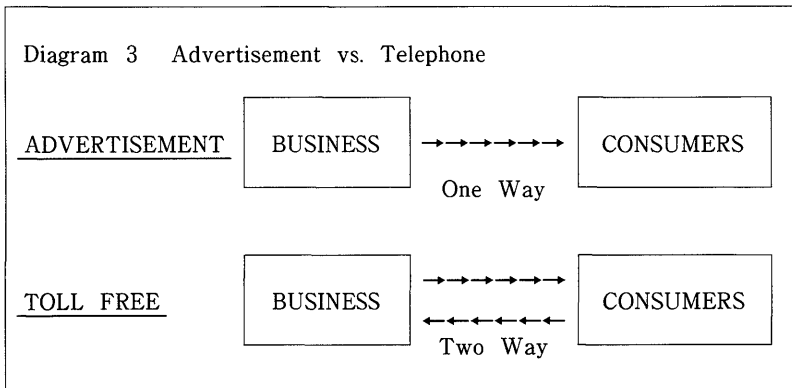 Diagram 3 Advertisement vs. Telephone
ADVERTISEMENT BUSINESS →→→→→→ CONSUMERS
One Way
TOLL FREE BUSINESS →→→→→→ CONSUMERS
←←←←←←
Two Way